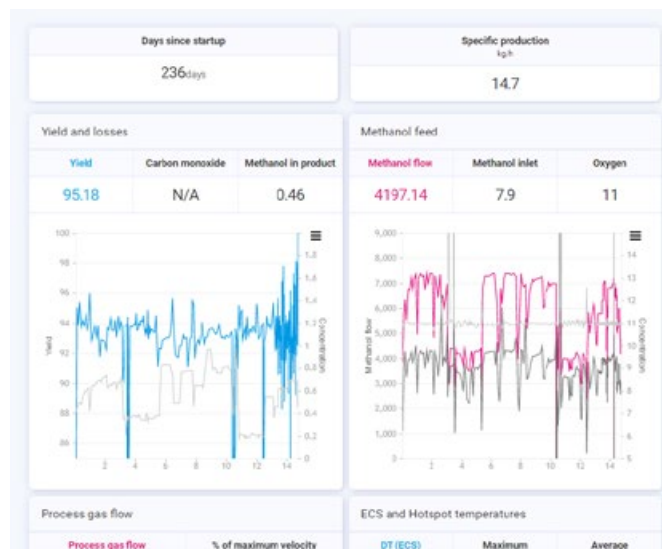 Days since startup
236days
Specific production
kg/h
14.7
Yield and losses
Yield Carbon monoxide Methanol in product
95.18 N/A 0.46
100
98
96
94
92
90
88
86
1.8
1.6
1.4
1.2
1
0.8
0.6
0.4
0.2
0
Yield
Concentration
2 4 6 8 10 12 14
Methanol feed
Methanol flow Methanol inlet Oxygen
4197.14 7.9 11
9,000
8,000
7,000
6,000
5,000
4,000
3,000
2,000
1,000
0
14
13
12
11
10
9
8
7
6
5
Methanol flow
Concentration
2 4 6 8 10 12 14
Process gas flow
Process gas flow % of maximum velocity
ECS and Hotspot temperatures
DT (ECS) Maximum Average